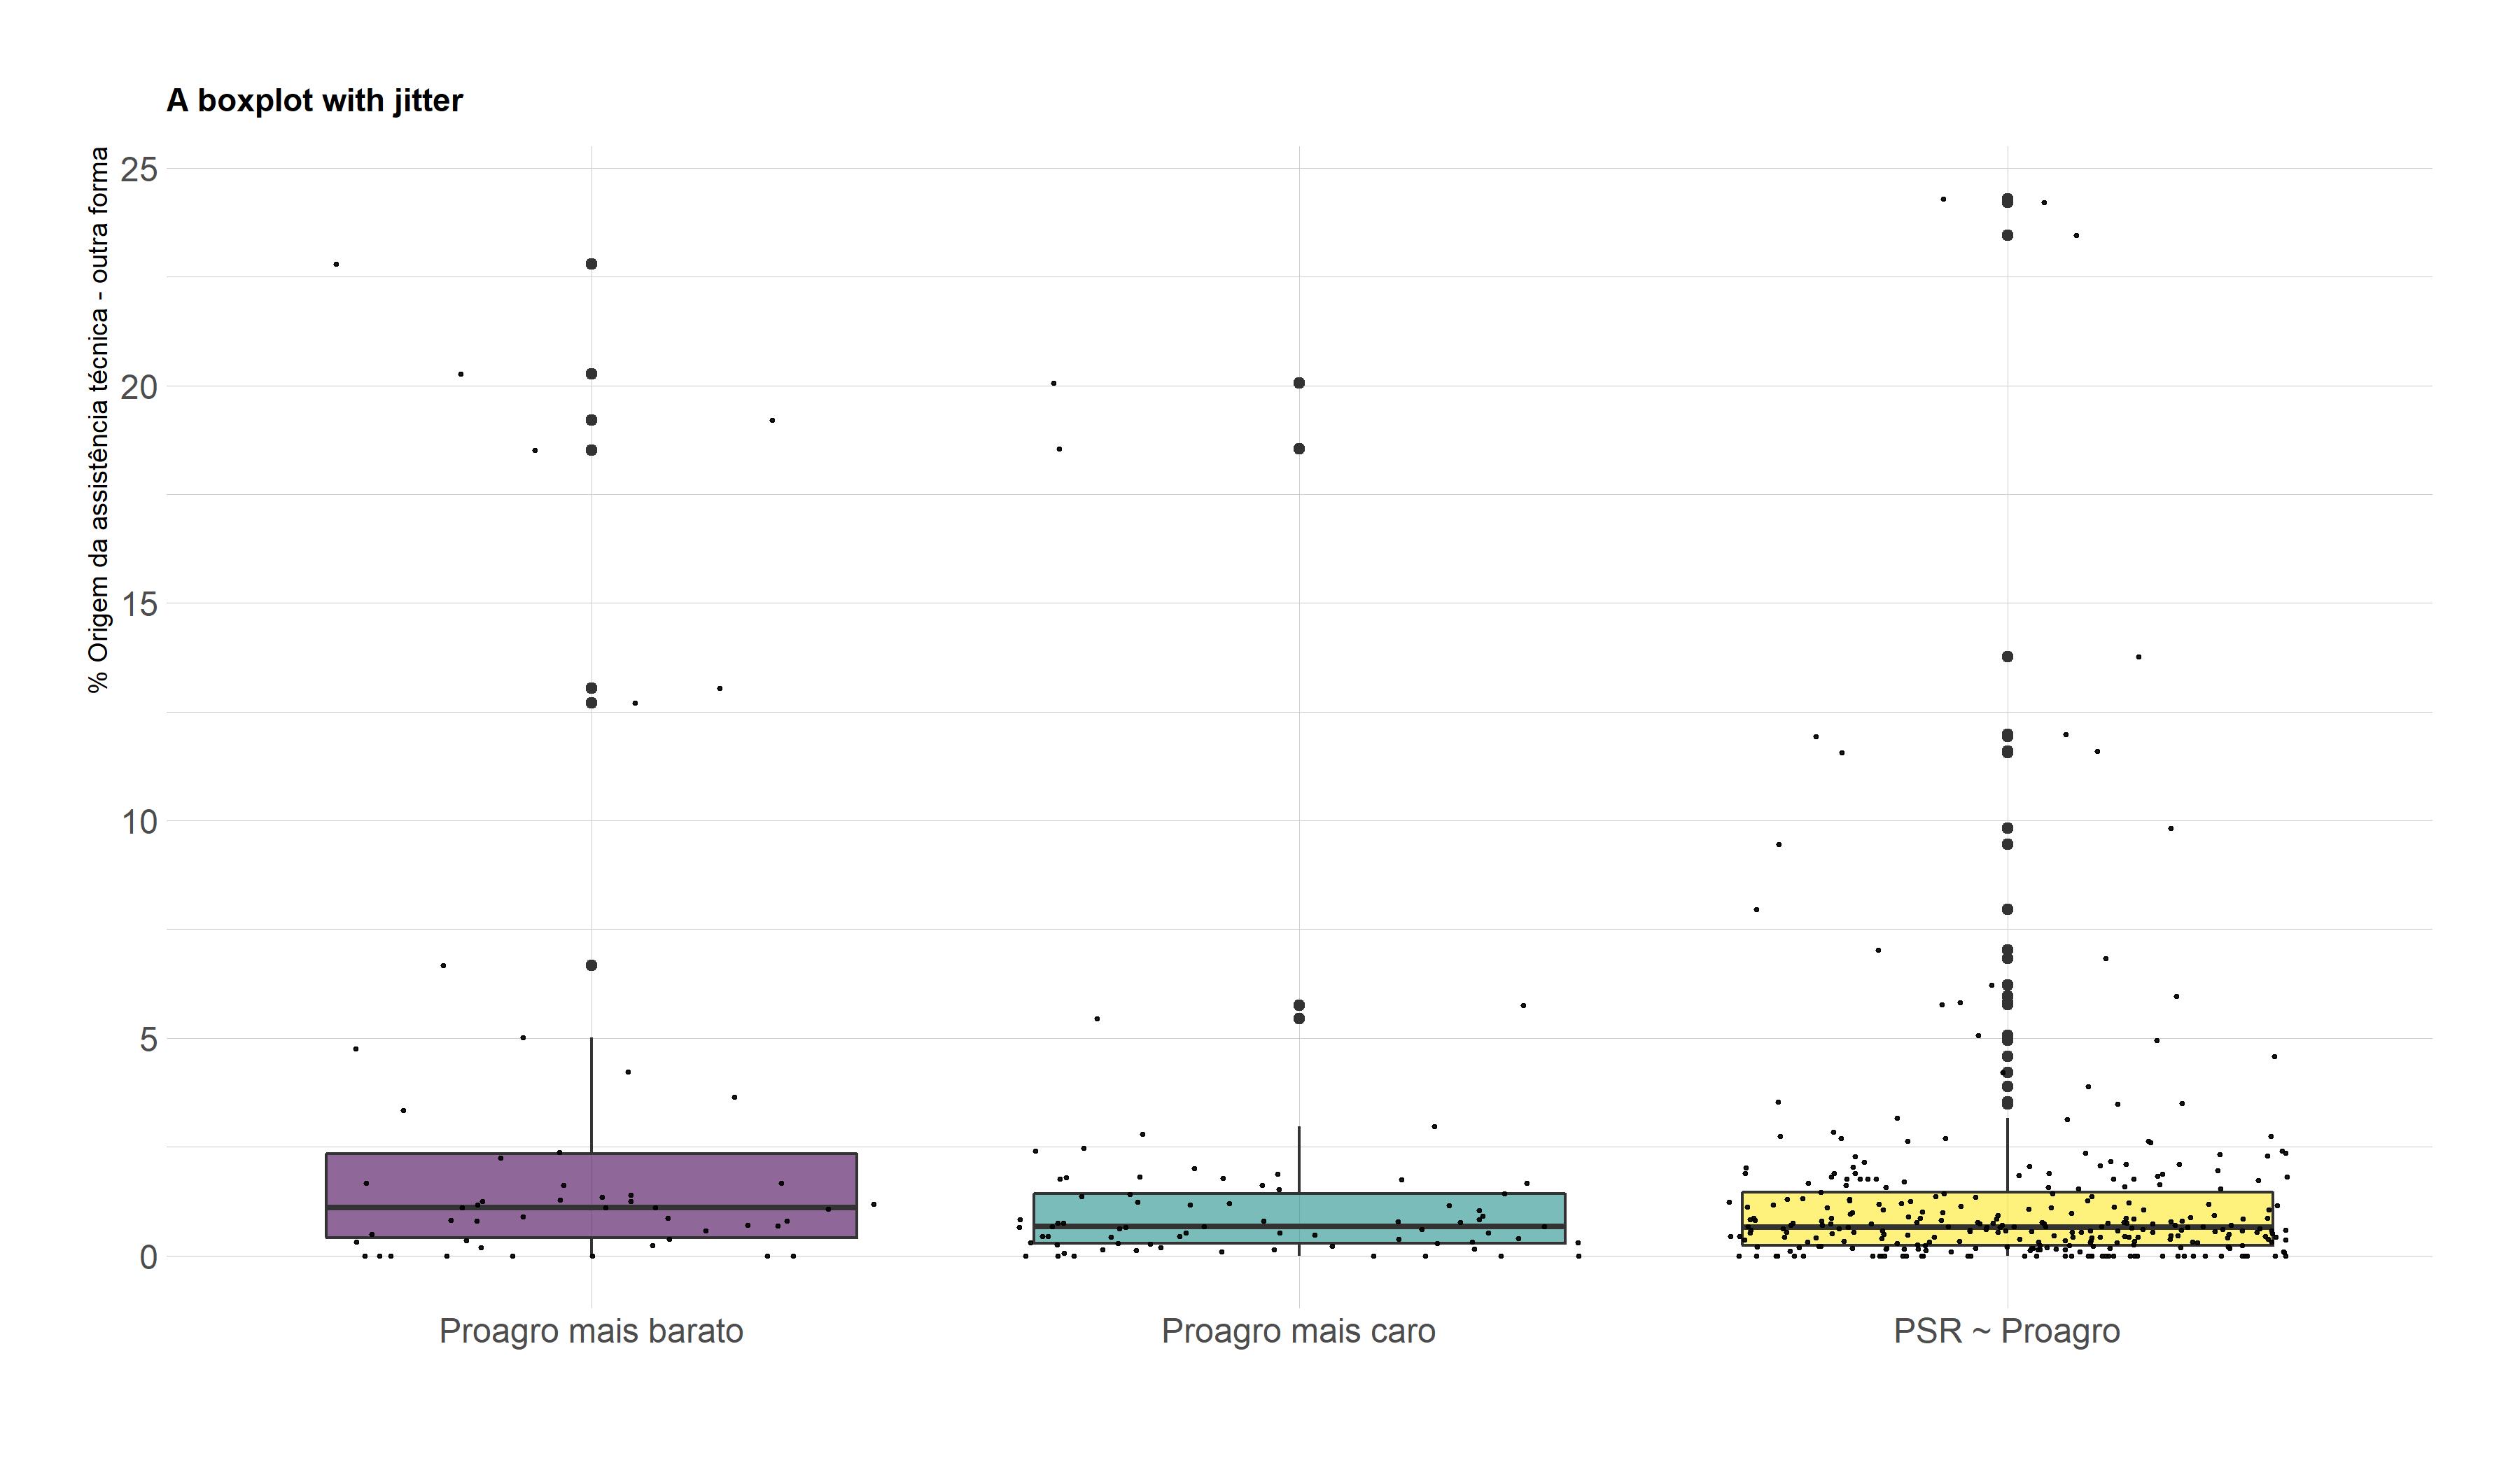 A boxplot with jitter
% Origem da assistência técnica - outra forma
25
20
15
10
5
0
Proagro mais barato
Proagro mais caro
PSR ~ Proagro